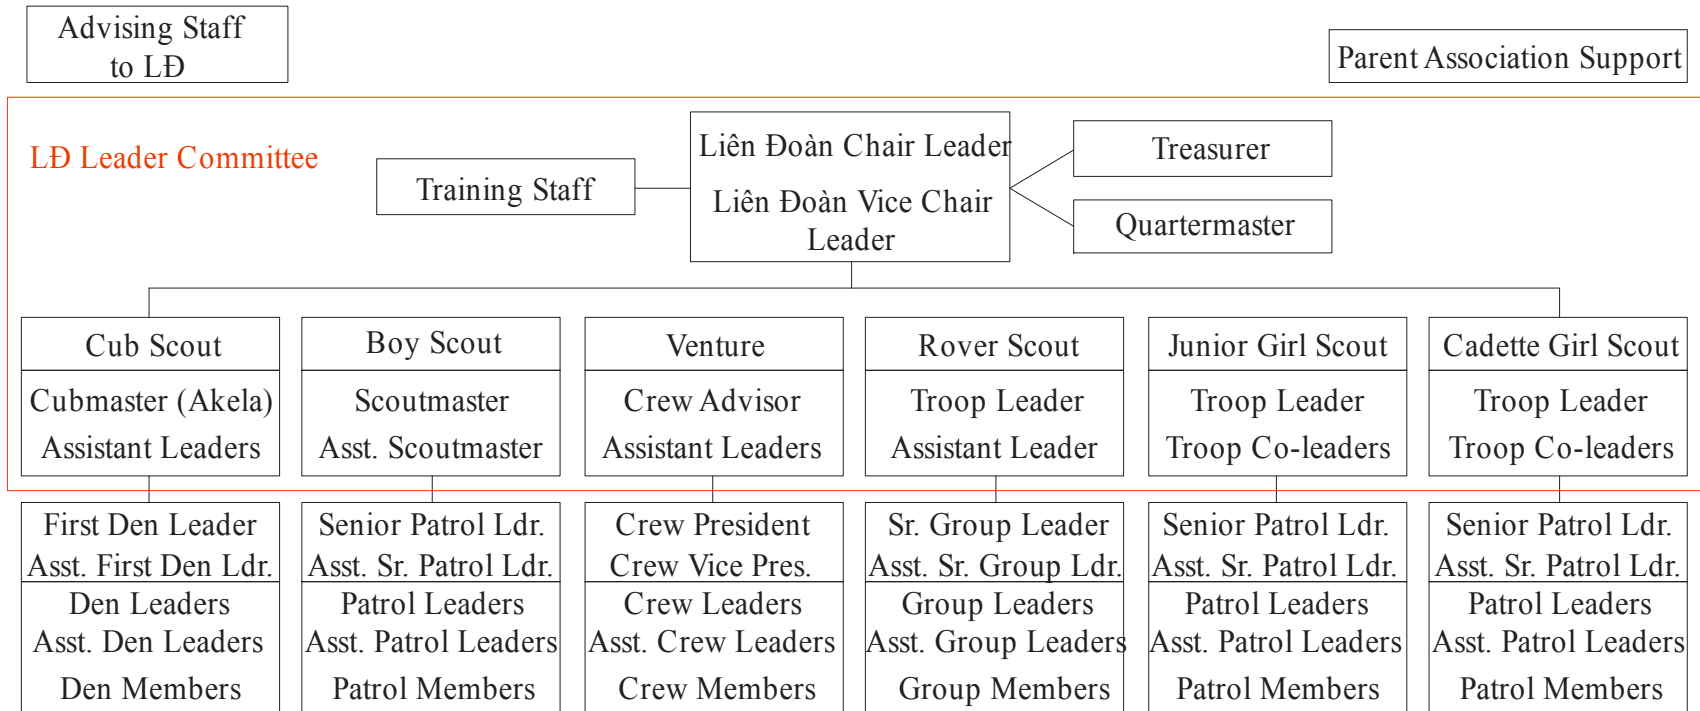 Advising Staff
to LĐ
Parent Association Support
LĐ Leader Committee
Liên Đoàn Chair Leader
Liên Đoàn Vice Chair
Leader
Training Staff
Treasurer
Quartermaster
Cub Scout
Cubmaster (Akela)
Assistant Leaders
First Den Leader
Asst. First Den Ldr.
Den Leaders
Asst. Den Leaders
Den Members
Boy Scout
Scoutmaster
Asst. Scoutmaster
Senior Patrol Ldr.
Asst. Sr. Patrol Ldr.
Patrol Leaders
Asst. Patrol Leaders
Patrol Members
Venture
Crew Advisor
Assistant Leaders
Crew President
Crew Vice Pres.
Crew Leaders
Asst. Crew Leaders
Crew Members
Rover Scout
Troop Leader
Assistant Leader
Sr. Group Leader
Asst. Sr. Group Ldr.
Group Leaders
Asst. Group Leaders
Group Members
Junior Girl Scout
Troop Leader
Troop Co-leaders
Senior Patrol Ldr.
Asst. Sr. Patrol Ldr.
Patrol Leaders
Asst. Patrol Leaders
Patrol Members
Cadette Girl Scout
Troop Leader
Troop Co-leaders
Senior Patrol Ldr.
Asst. Sr. Patrol Ldr.
Patrol Leaders
Asst. Patrol Leaders
Patrol Members